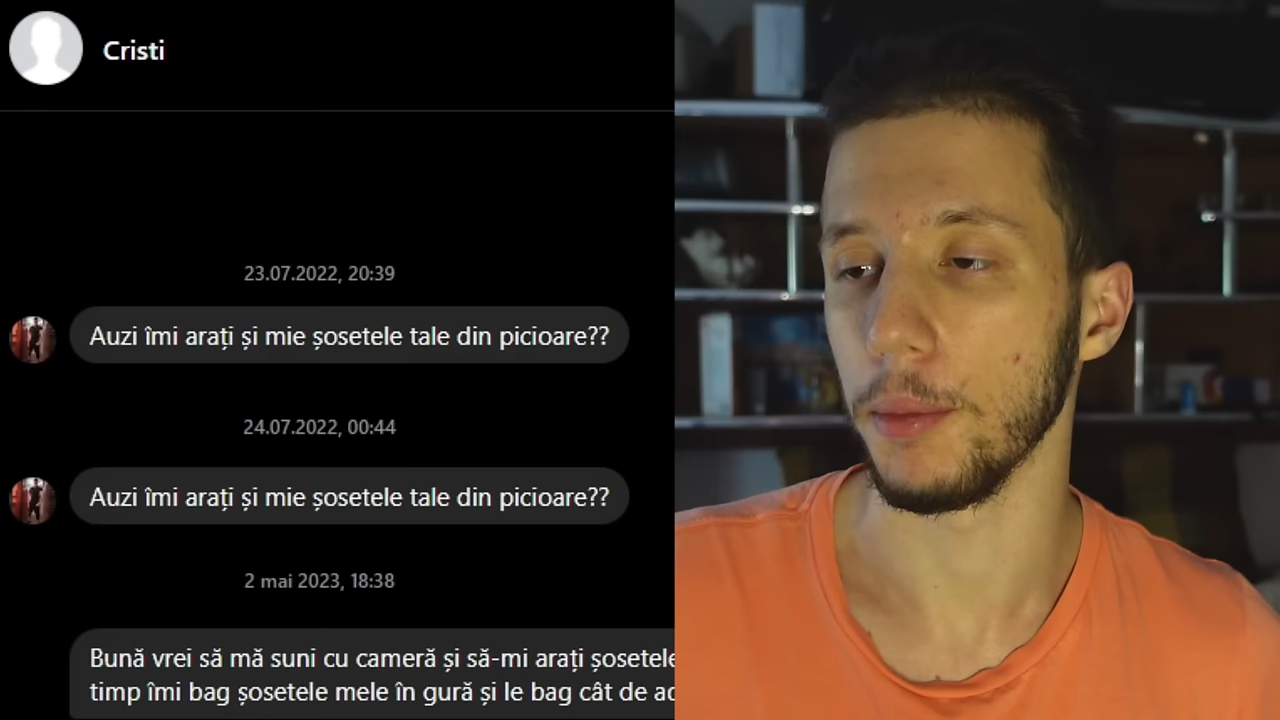 Cristi
23.07.2022, 20:39
Auzi îmi arați și mie șosetele tale din picioare??
24.07.2022, 00:44
Auzi îmi arați și mie șosetele tale din picioare??
2 mai 2023, 18:38
Bună vrei să mă suni cu cameră și să-mi arați șosetele
timp îmi bag șosetele mele în gură și le bag cât de